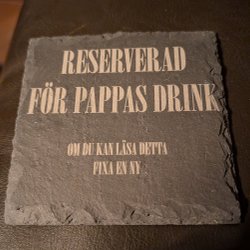 RESERVERAD
FÖR PAPPAS DRINK
OM DU KAN LÄSA DETTA
FIXA EN NY